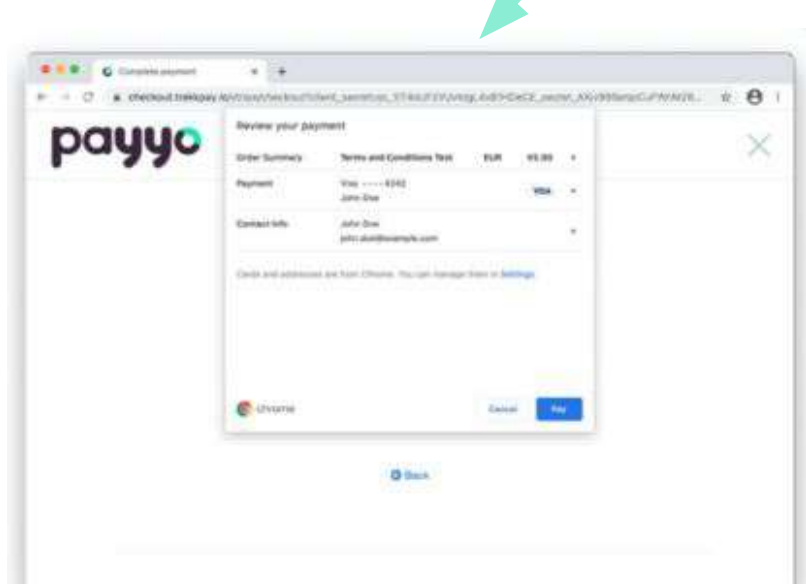 Complete payment
payyo
Review your payment
Order Summary Terms and Conditions Test EUR
Payment Visa ---- 4242 VISA
John Doe
Contact info John Doe
john.doe@example.com
Cards and addresses are from Chrome. You can manage them in Settings.
Chrome Cancel Pay
Back